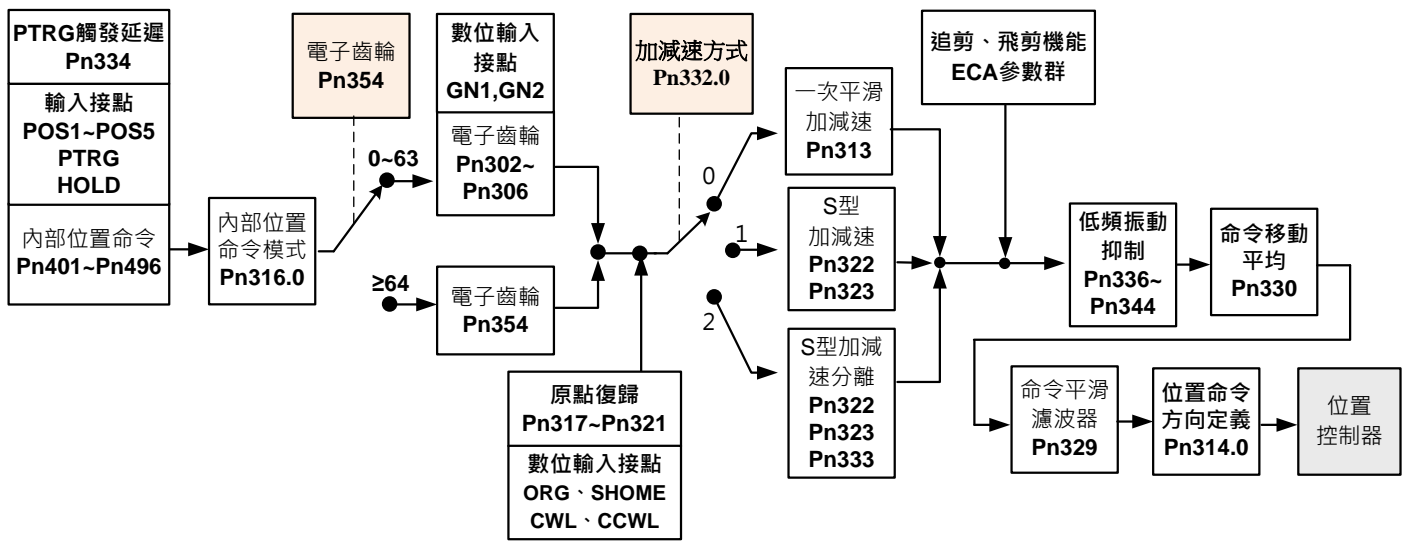 PTRG觸發延遲
Pn334
輸入接點
POS1~POS5
PTRG
HOLD
內部位置命令
Pn401~Pn496
內部位置
命令模式
Pn316.0
電子齒輪
Pn354
0~63
≥64
數位輸入
接點
GN1,GN2
電子齒輪
Pn302~
Pn306
電子齒輪
Pn354
原點復歸
Pn317~Pn321
數位輸入接點
ORG、SHOME
CWL、CCWL
加減速方式
Pn332.0
0
1
2
一次平滑
加減速
Pn313
S型
加減速
Pn322
Pn323
S型加減
速分離
Pn322
Pn323
Pn333
追剪、飛剪機能
ECA參數群
低頻振動
抑制
Pn336~
Pn344
命令移動
平均
Pn330
命令平滑
濾波器
Pn329
位置命令
方向定義
Pn314.0
位置
控制器